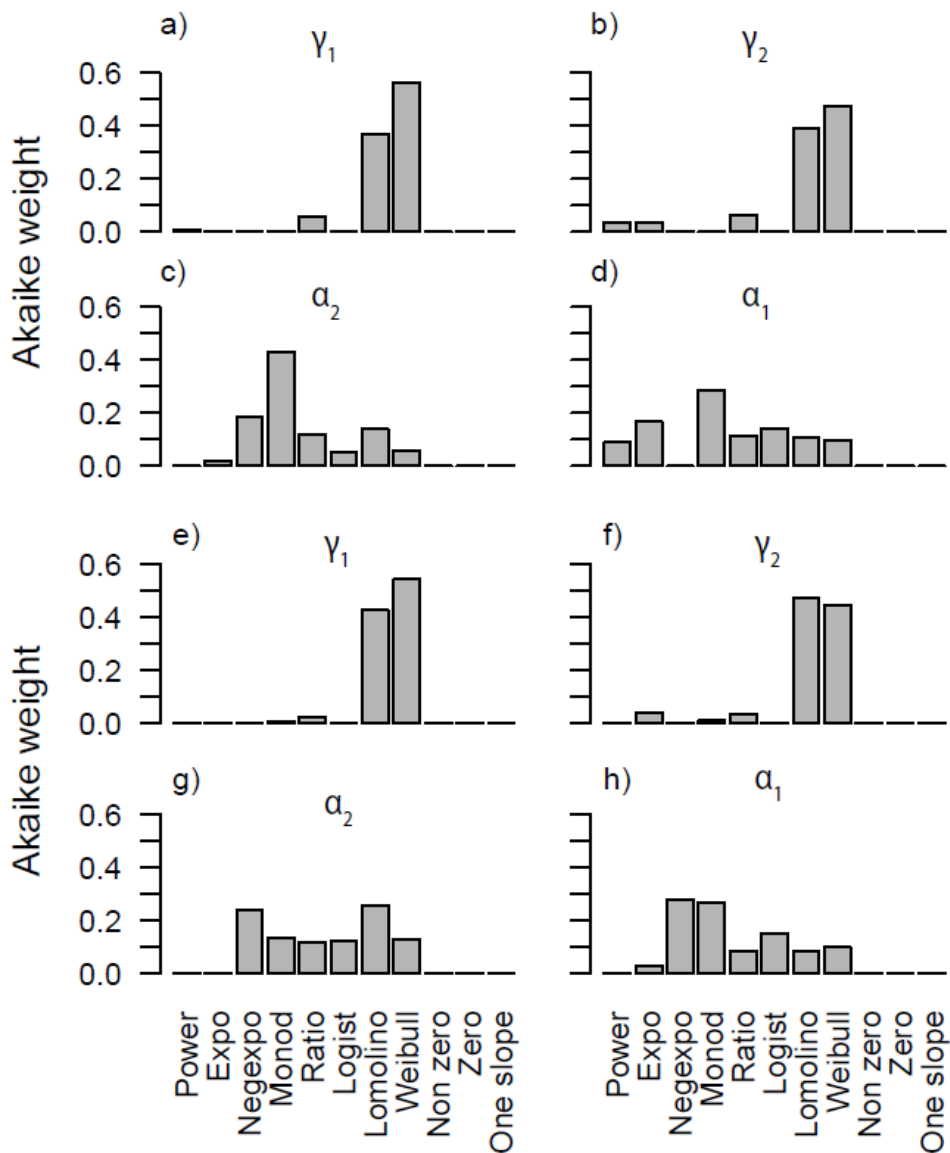 a) γ1
b) γ2
0.6
0.4
0.2
0.0
Akaike weight
c) α2
d) α1
0.6
0.4
0.2
0.0
e) γ1
f) γ2
0.6
0.4
0.2
0.0
Akaike weight
g) α2
h) α1
0.6
0.4
0.2
0.0
Power
Expo
Negexpo
Monod
Ratio
Logist
Lomolino
Weibull
Non zero
Zero
One slope
Power
Expo
Negexpo
Monod
Ratio
Logist
Lomolino
Weibull
Non zero
Zero
One slope